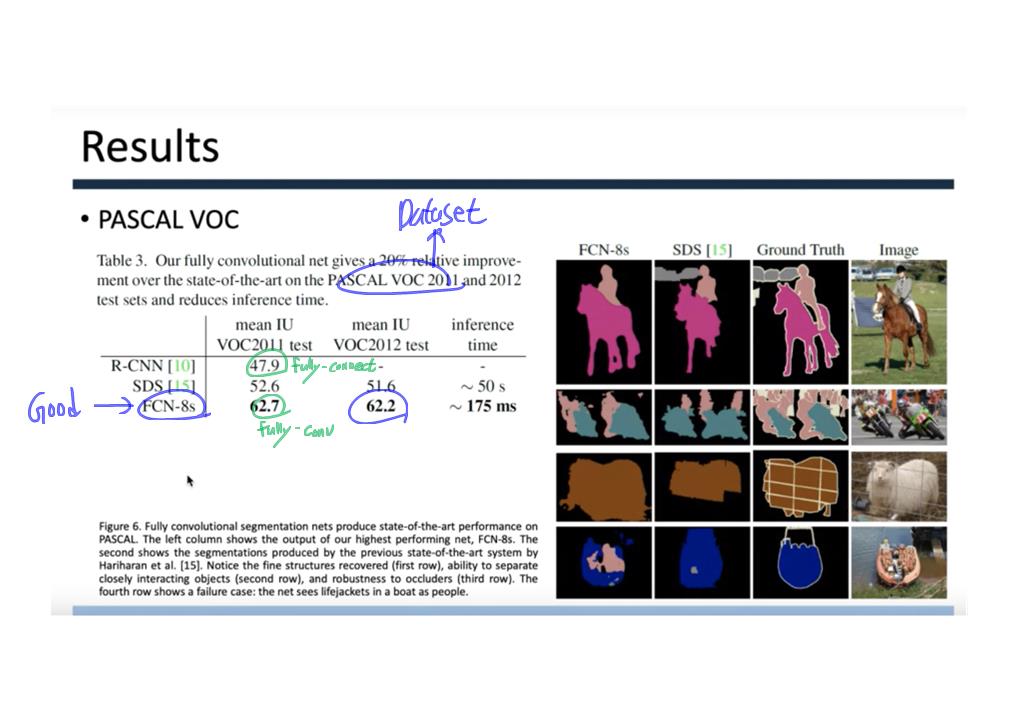 Results
• PASCAL VOC
Dataset
Table 3. Our fully convolutional net gives a 20% relative improve-
ment over the state-of-the-art on the PASCAL VOC 2011 and 2012
test sets and reduces inference time.
mean IU mean IU inference
VOC2011 test VOC2012 test time
R-CNN [10] 47.9 fully-connect - -
SDS [15] 52.6 51.6 ~ 50 s
Good → FCN-8s 62.7 62.2 ~ 175 ms
fully-conv
Figure 6. Fully convolutional segmentation nets produce state-of-the-art performance on
PASCAL. The left column shows the output of our highest performing net, FCN-8s. The
second shows the segmentations produced by the previous state-of-the-art system by
Hariharan et al. [15]. Notice the fine structures recovered (first row), ability to separate
closely interacting objects (second row), and robustness to occluders (third row). The
fourth row shows a failure case: the net sees lifejackets in a boat as people.
FCN-8s SDS [15] Ground Truth Image